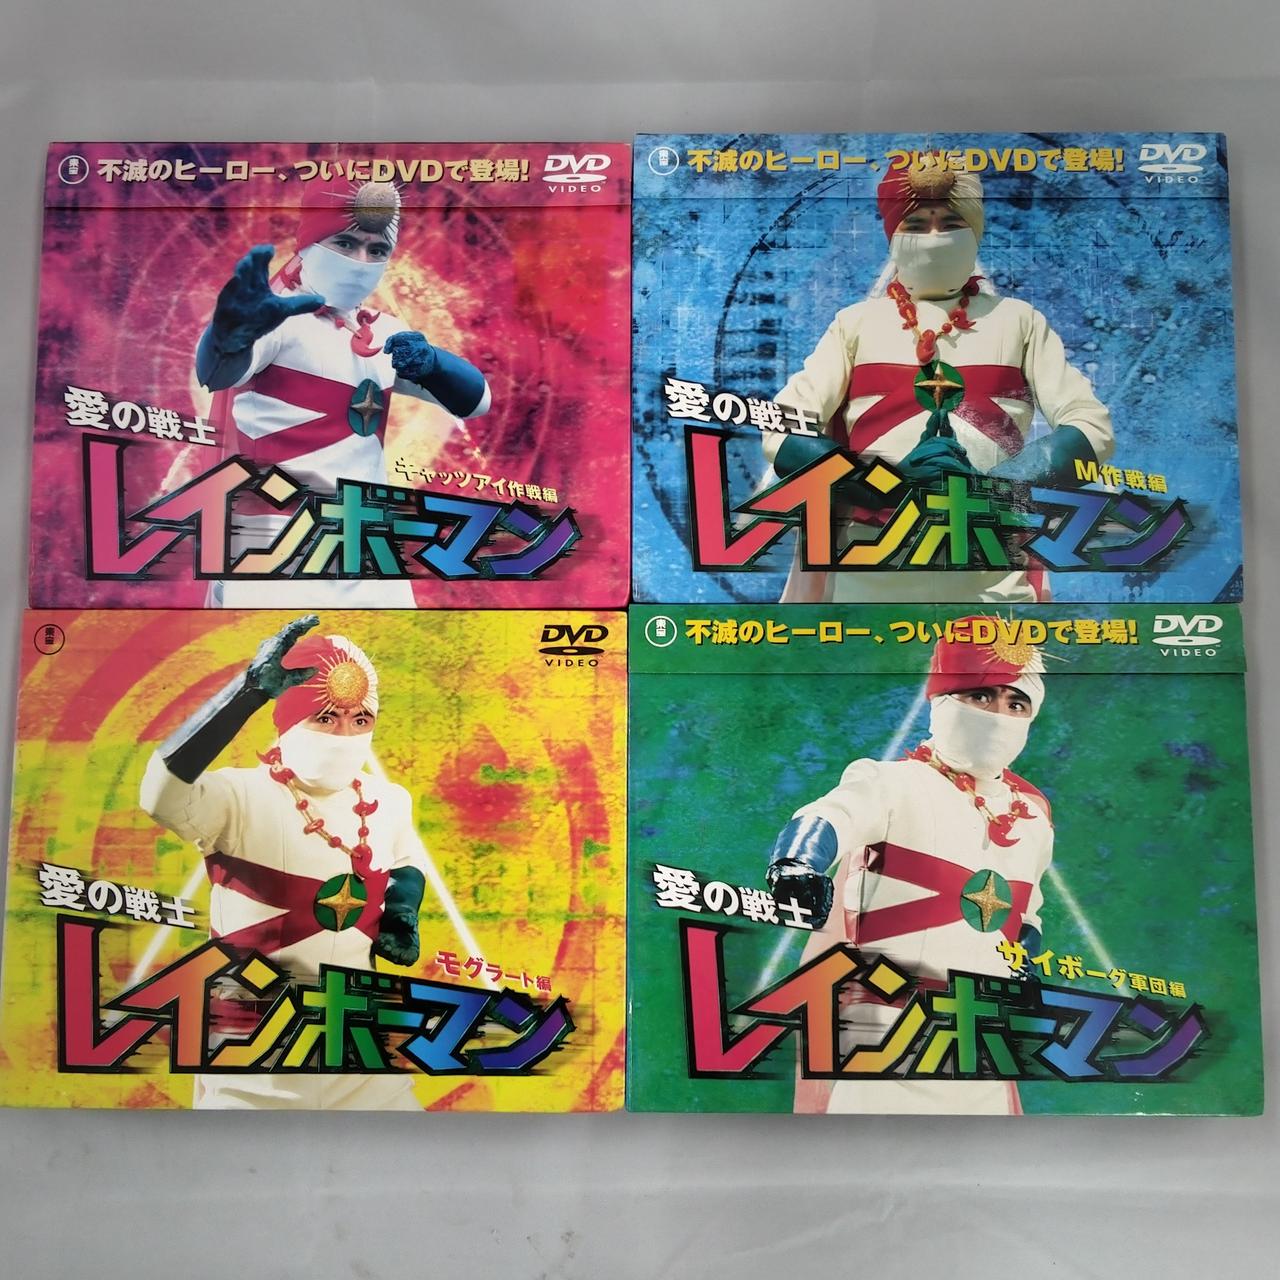 東宝
不滅のヒーロー、ついにDVDで登場!
DVD
VIDEO
愛の戦士
キャッツアイ作戦編
レインボーマン
東宝
不滅のヒーロー、ついにDVDで登場!
DVD
VIDEO
愛の戦士
M作戦編
レインボーマン
東宝
DVD
VIDEO
愛の戦士
モグラート編
レインボーマン
東宝
不滅のヒーロー、ついにDVDで登場!
DVD
VIDEO
愛の戦士
サイボーグ軍団編
レインボーマン